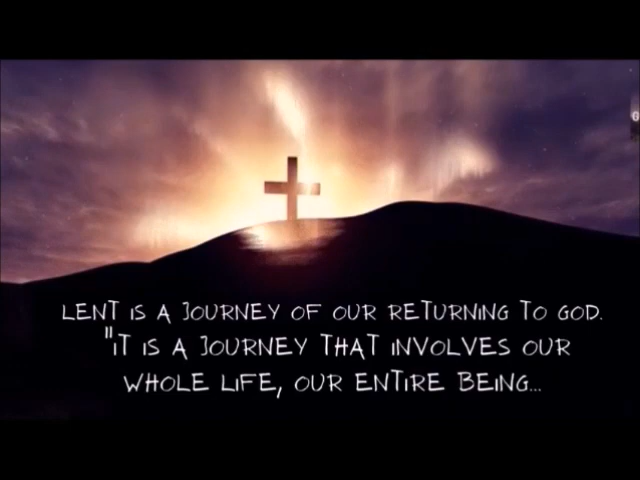 LENT IS A JOURNEY OF OUR RETURNING TO GOD.
"IT IS A JOURNEY THAT INVOLVES OUR
WHOLE LIFE, OUR ENTIRE BEING...
G